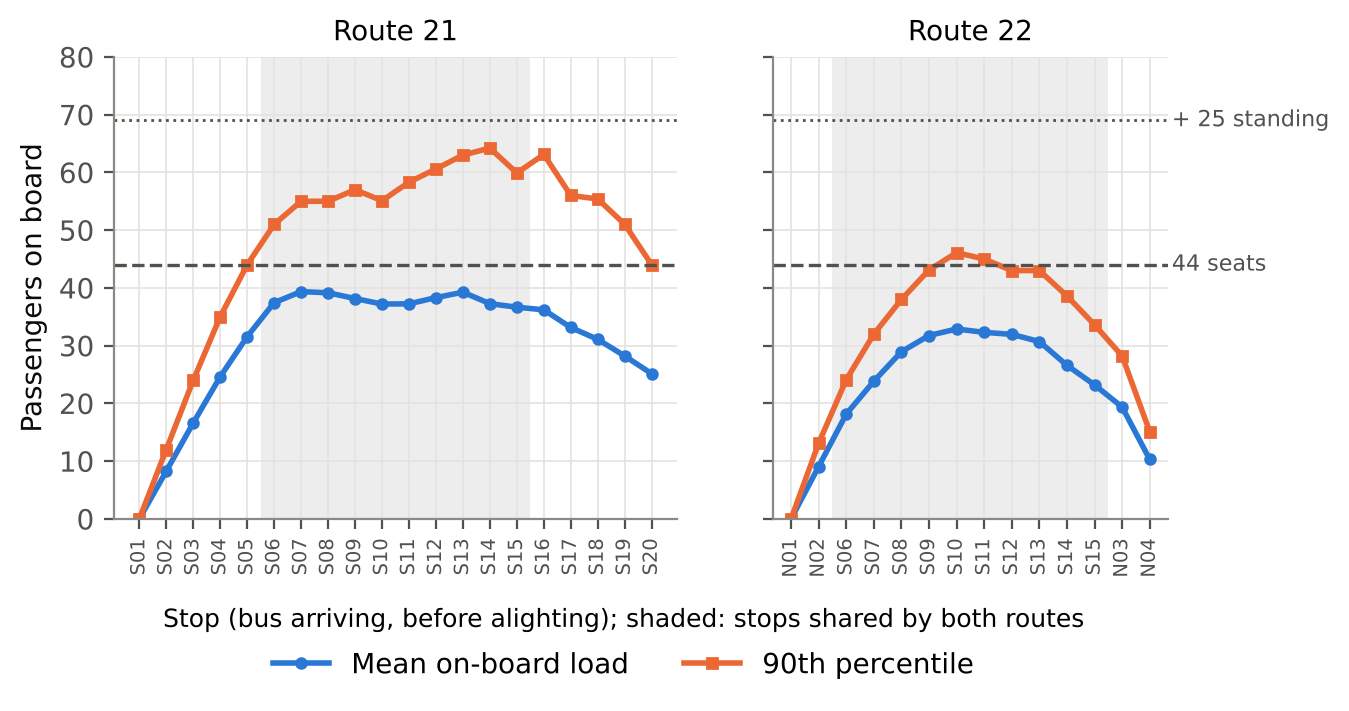 Route 21
Route 22
80
70
60
50
40
30
20
10
0
Passengers on board
+ 25 standing
44 seats
S01 S02 S03 S04 S05 S06 S07 S08 S09 S10 S11 S12 S13 S14 S15 S16 S17 S18 S19 S20
N01 N02 S06 S07 S08 S09 S10 S11 S12 S13 S14 S15 N03 N04
Stop (bus arriving, before alighting); shaded: stops shared by both routes
Mean on-board load
90th percentile